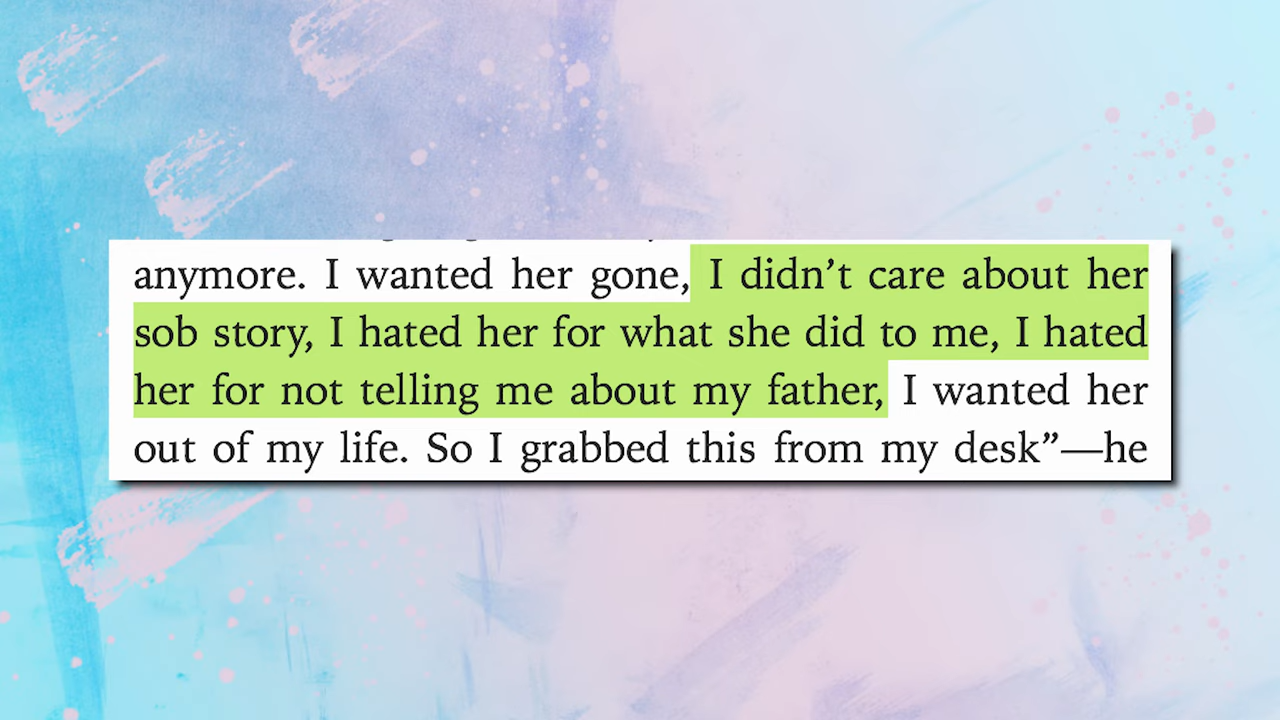 anymore. I wanted her gone, I didn’t care about her
sob story, I hated her for what she did to me, I hated
her for not telling me about my father, I wanted her
out of my life. So I grabbed this from my desk”—he